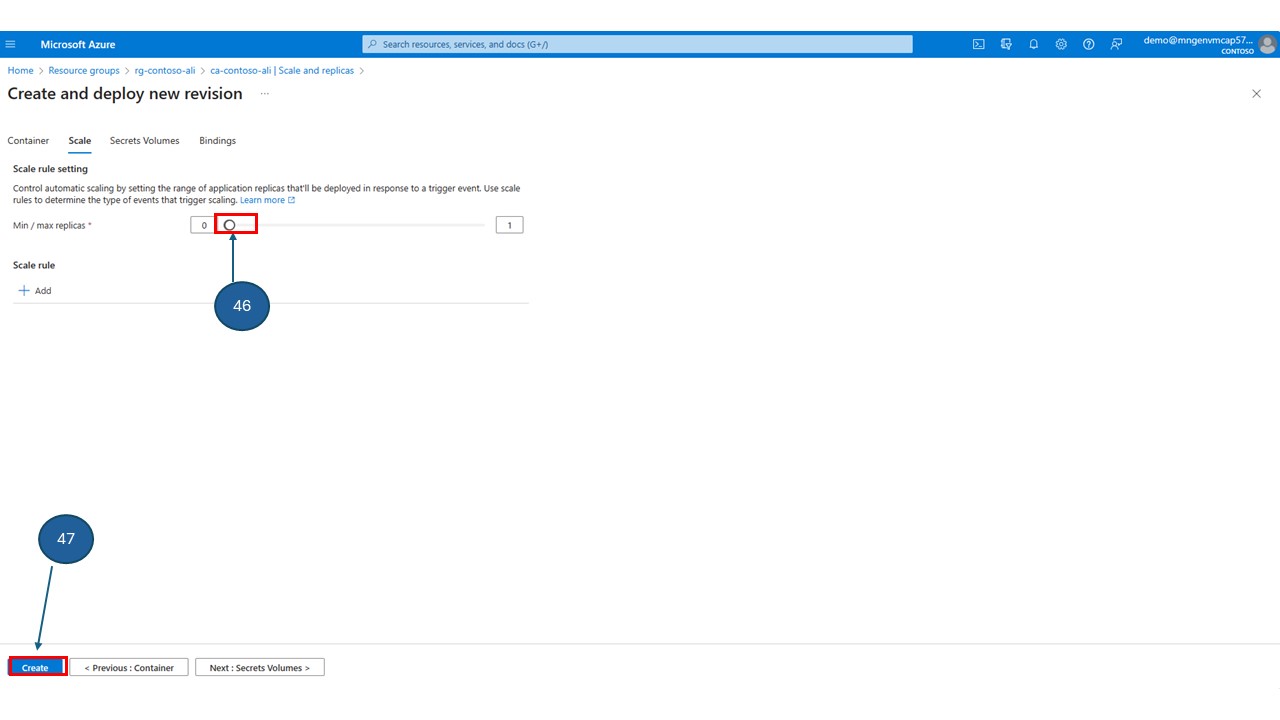 Microsoft Azure
Search resources, services, and docs (G+/)
demo@mngenvmcap57...
CONTOSO
Home > Resource groups > rg-contoso-ali > ca-contoso-ali | Scale and replicas >
Create and deploy new revision ...
Container Scale Secrets Volumes Bindings
Scale rule setting
Control automatic scaling by setting the range of application replicas that'll be deployed in response to a trigger event. Use scale
rules to determine the type of events that trigger scaling. Learn more
Min / max replicas * 0 1
Scale rule
+ Add
46
47
Create < Previous : Container Next : Secrets Volumes >